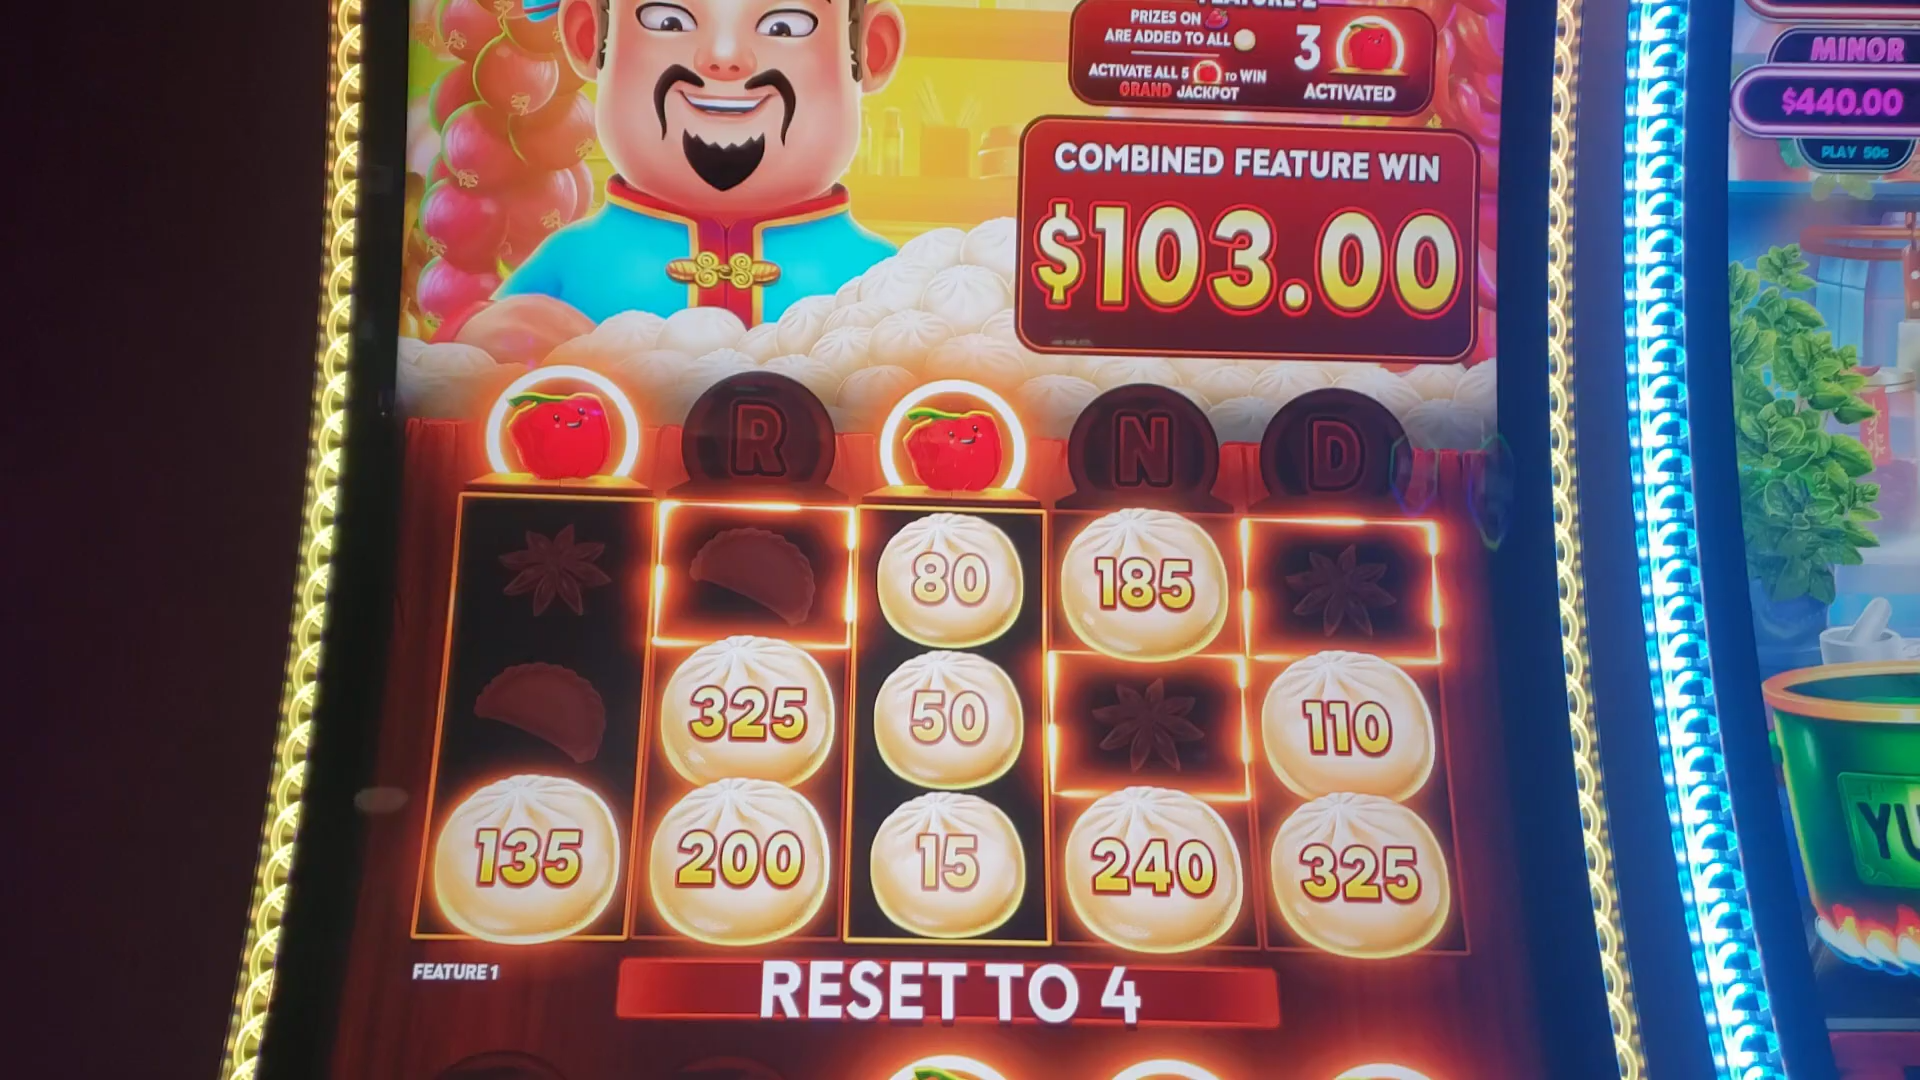 FEATURE 2
PRIZES ON
ARE ADDED TO ALL
ACTIVATE ALL 5 TO WIN
GRAND JACKPOT
3
ACTIVATED
MINOR
$440.00
PLAY 50¢
COMBINED FEATURE WIN
$103.00
R
N
D
80
185
325
50
110
135
200
15
240
325
FEATURE 1
RESET TO 4